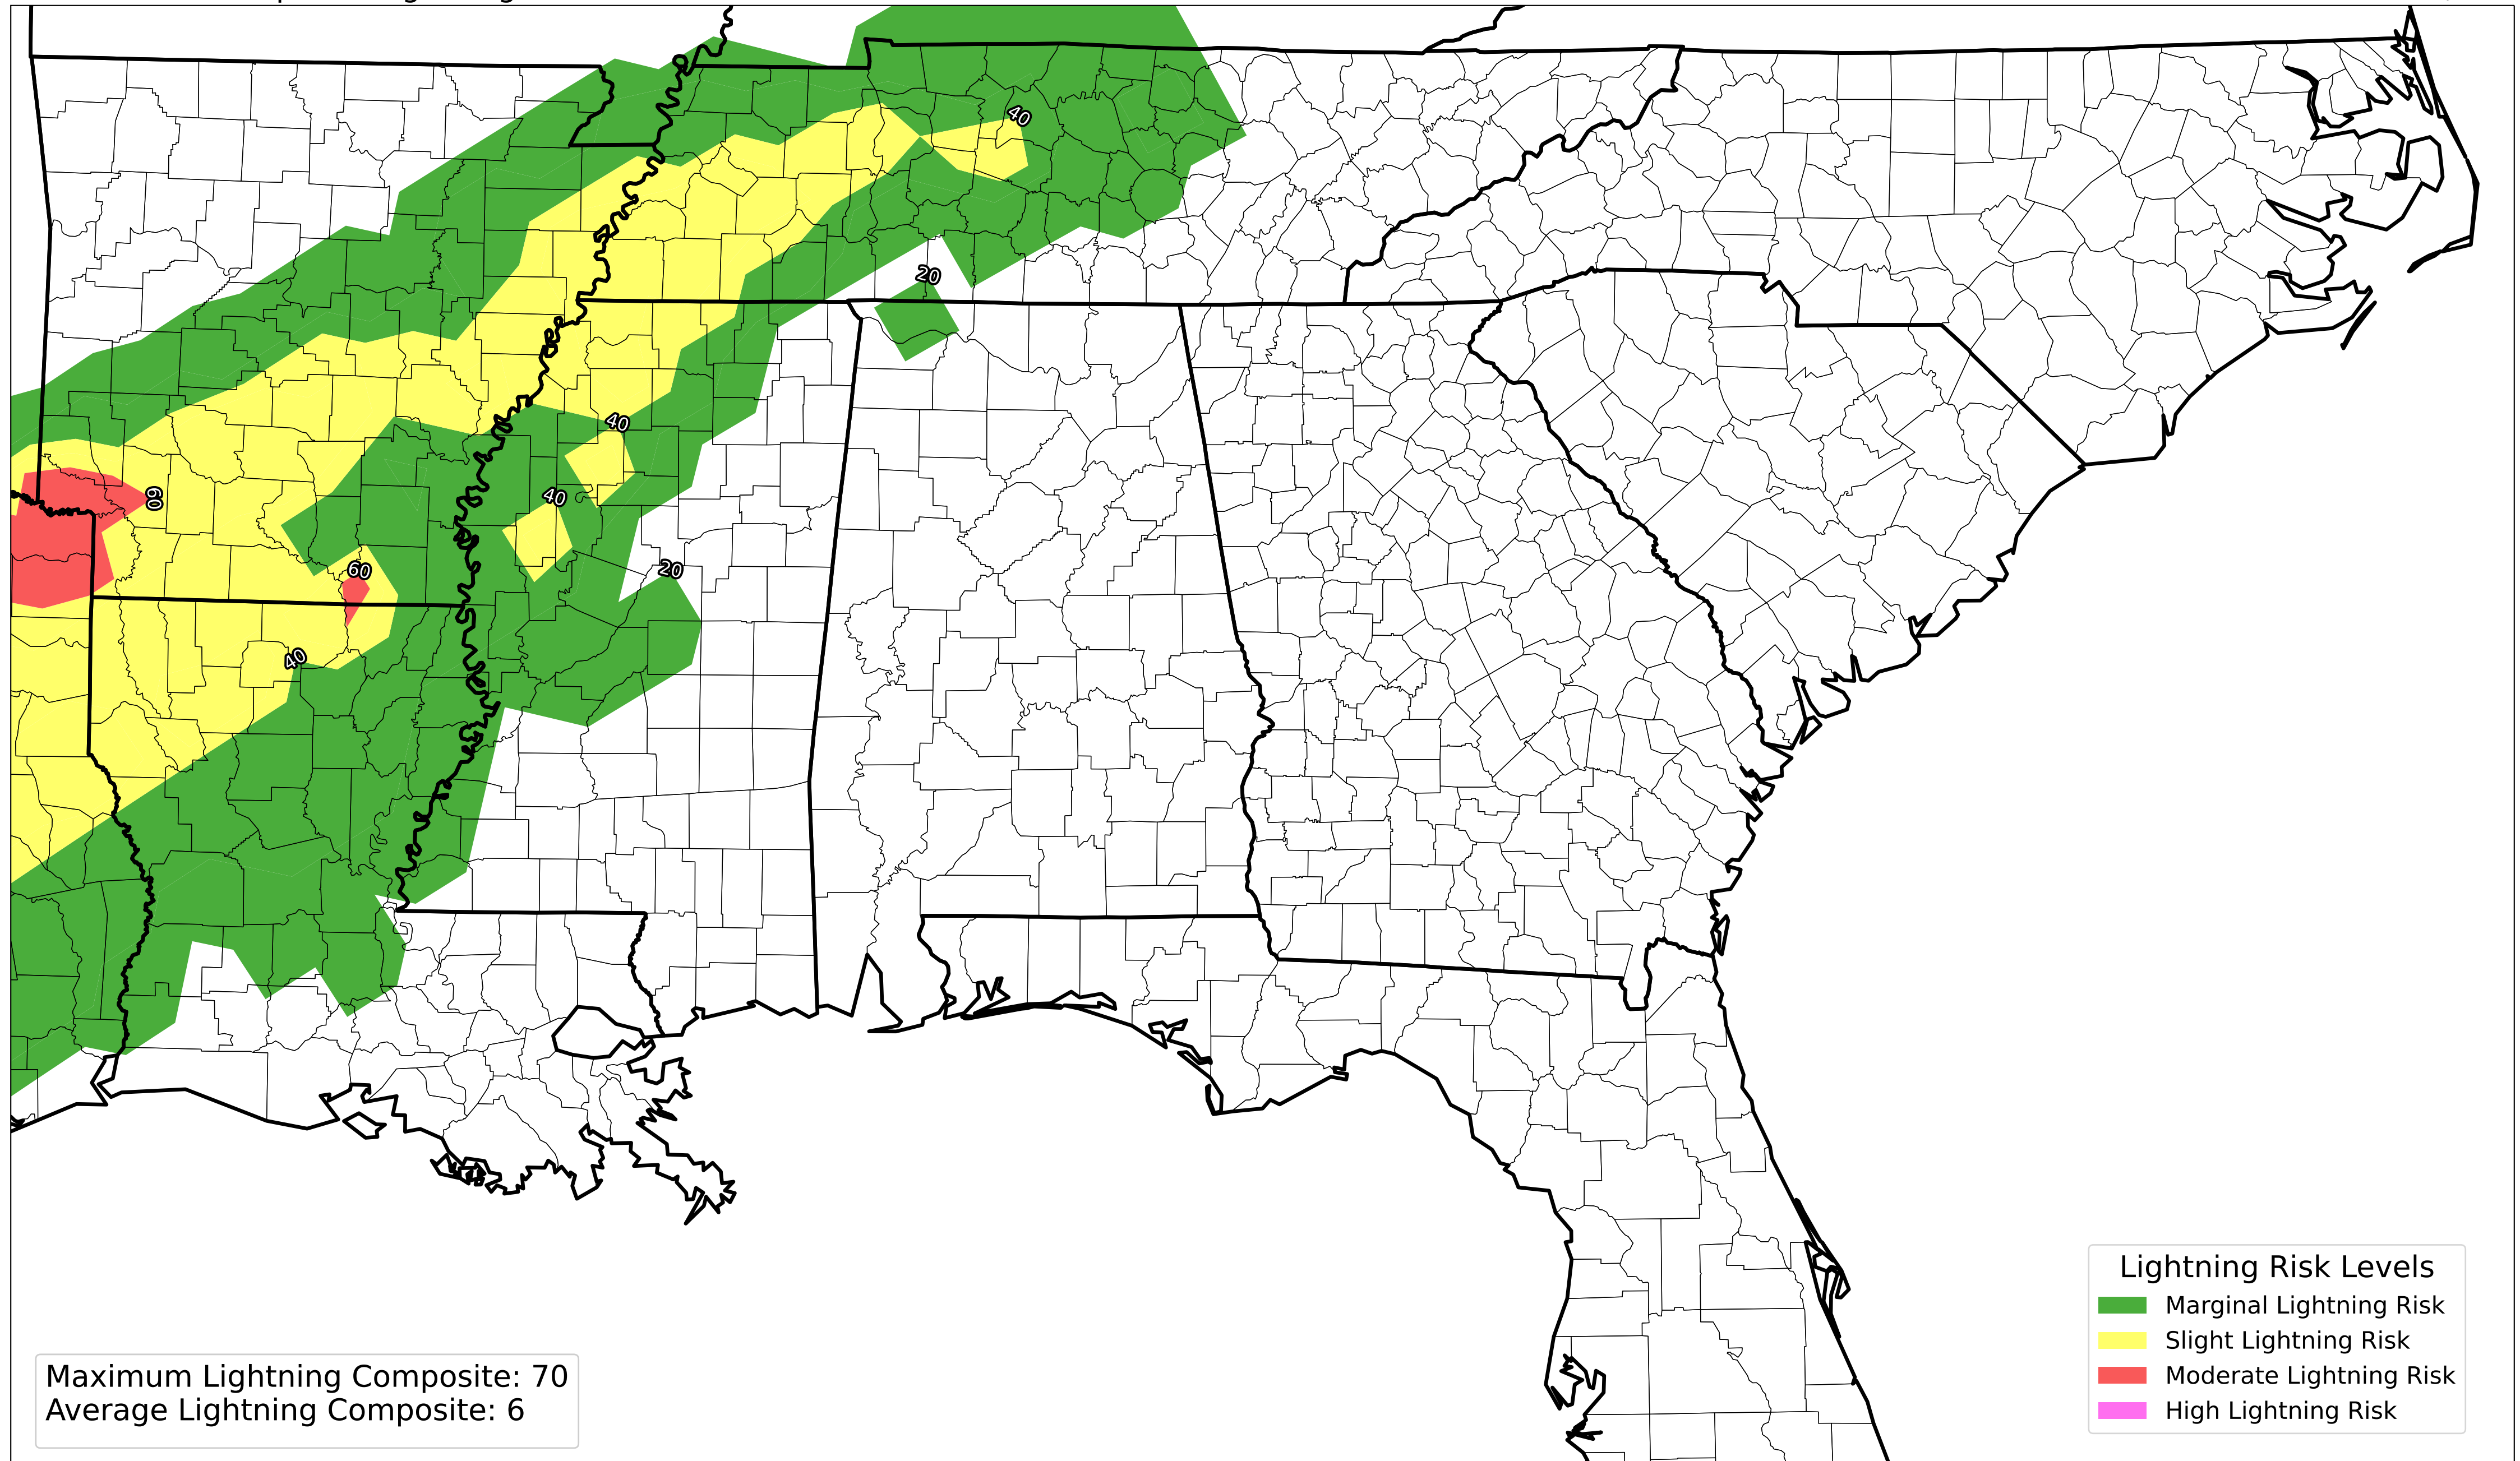 40
20
40
40
60
60
20
40
Lightning Risk Levels
Marginal Lightning Risk
Slight Lightning Risk
Moderate Lightning Risk
High Lightning Risk
Maximum Lightning Composite: 70
Average Lightning Composite: 6